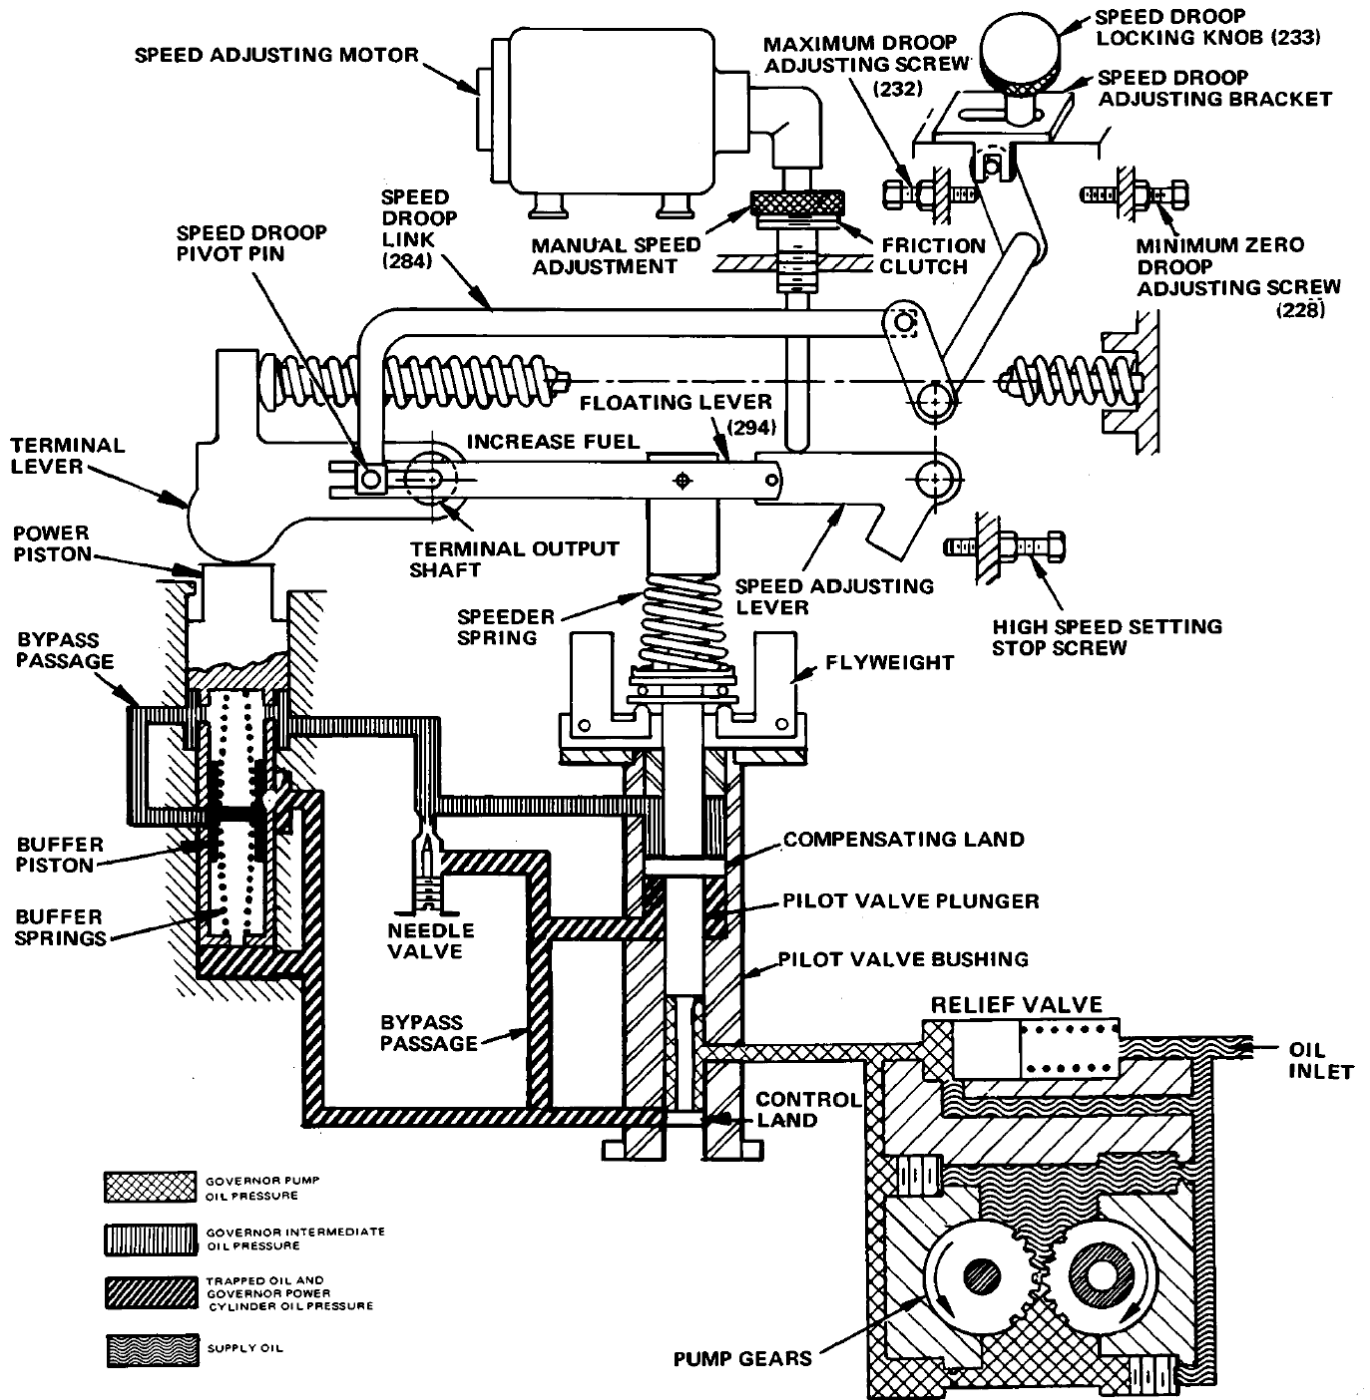 SPEED ADJUSTING MOTOR
MAXIMUM DROOP
ADJUSTING SCREW
(232)
SPEED DROOP
LOCKING KNOB (233)
SPEED DROOP
ADJUSTING BRACKET
SPEED
DROOP
LINK
(284)
SPEED DROOP
PIVOT PIN
MANUAL SPEED
ADJUSTMENT
FRICTION
CLUTCH
MINIMUM ZERO
DROOP
ADJUSTING SCREW
(228)
FLOATING LEVER
(294)
INCREASE FUEL
TERMINAL
LEVER
POWER
PISTON
TERMINAL OUTPUT
SHAFT
SPEED ADJUSTING
LEVER
SPEEDER
SPRING
HIGH SPEED SETTING
STOP SCREW
BYPASS
PASSAGE
FLYWEIGHT
BUFFER
PISTON
COMPENSATING LAND
BUFFER
SPRINGS
NEEDLE
VALVE
PILOT VALVE PLUNGER
PILOT VALVE BUSHING
RELIEF VALVE
BYPASS
PASSAGE
OIL
INLET
CONTROL
LAND
GOVERNOR PUMP
OIL PRESSURE
GOVERNOR INTERMEDIATE
OIL PRESSURE
TRAPPED OIL AND
GOVERNOR POWER
CYLINDER OIL PRESSURE
SUPPLY OIL
PUMP GEARS